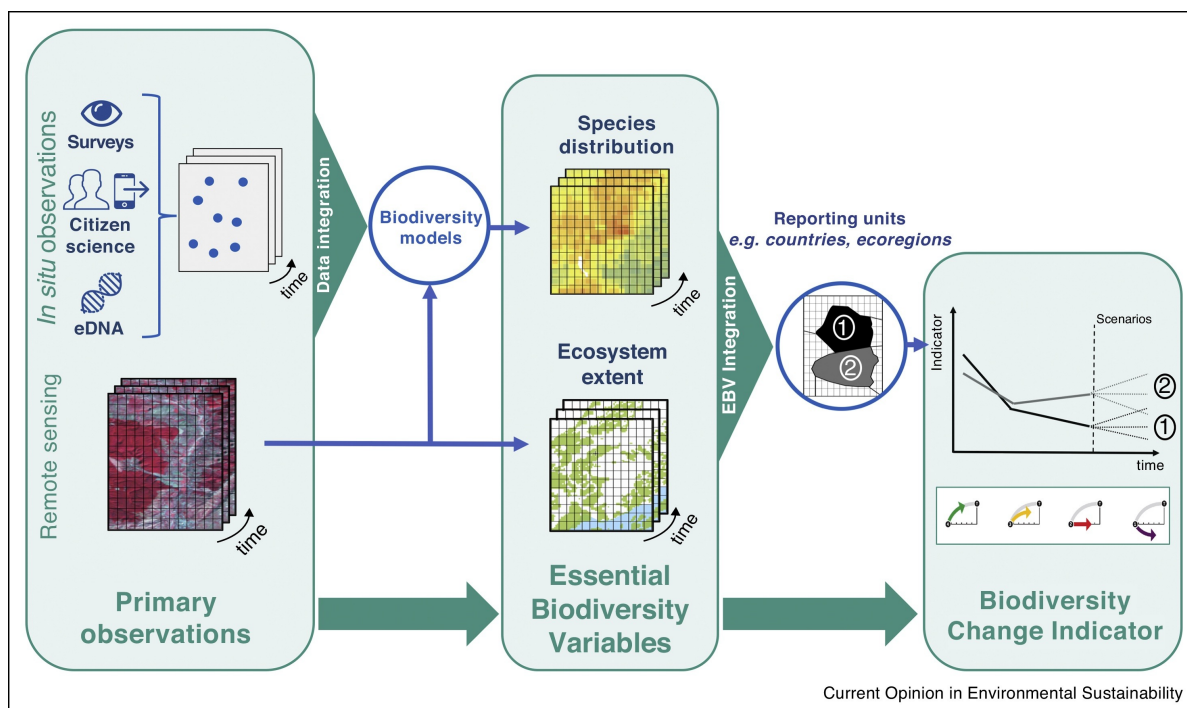 In situ observations
Surveys
Citizen
science
eDNA
time
Data integration
Remote sensing
time
Primary
observations
Biodiversity
models
Species
distribution
time
Ecosystem
extent
time
Essential
Biodiversity
Variables
EBV Integration
Reporting units
e.g. countries, ecoregions
1
2
Indicator
Scenarios
2
1
time
Biodiversity
Change Indicator
Current Opinion in Environmental Sustainability